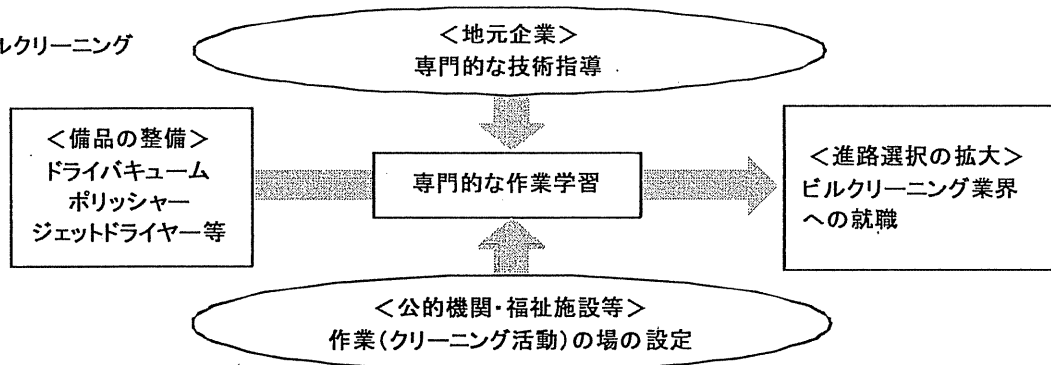 ルクリーニング
＜地元企業＞
専門的な技術指導
＜備品の整備＞
ドライバキューム
ポリッシャー
ジェットドライヤー等
専門的な作業学習
＜進路選択の拡大＞
ビルクリーニング業界
への就職
＜公的機関・福祉施設等＞
作業（クリーニング活動）の場の設定